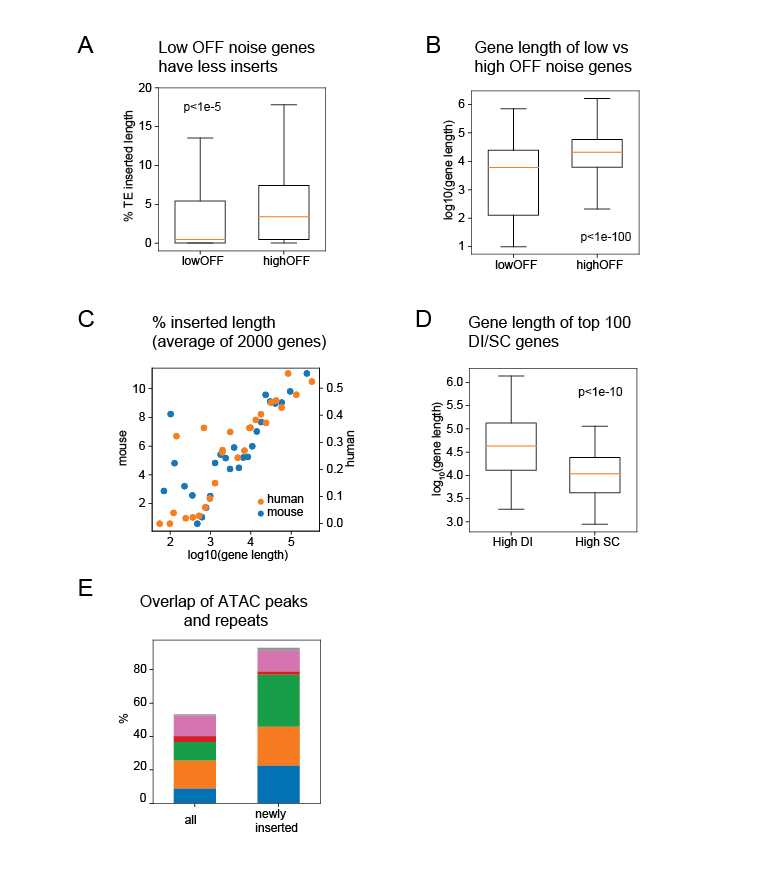 A
Low OFF noise genes
have less inserts
20
15
10
5
0
% TE inserted length
p<1e-5
lowOFF
highOFF
B
Gene length of low vs
high OFF noise genes
6
5
4
3
2
1
log10(gene length)
p<1e-100
lowOFF
highOFF
C
% inserted length
(average of 2000 genes)
10
8
6
4
2
mouse
0.5
0.4
0.3
0.2
0.1
0.0
human
human
mouse
2
3
4
5
log10(gene length)
D
Gene length of top 100
DI/SC genes
6.0
5.5
5.0
4.5
4.0
3.5
3.0
log10(gene length)
p<1e-10
High DI
High SC
E
Overlap of ATAC peaks
and repeats
80
60
40
20
0
%
all
newly
inserted